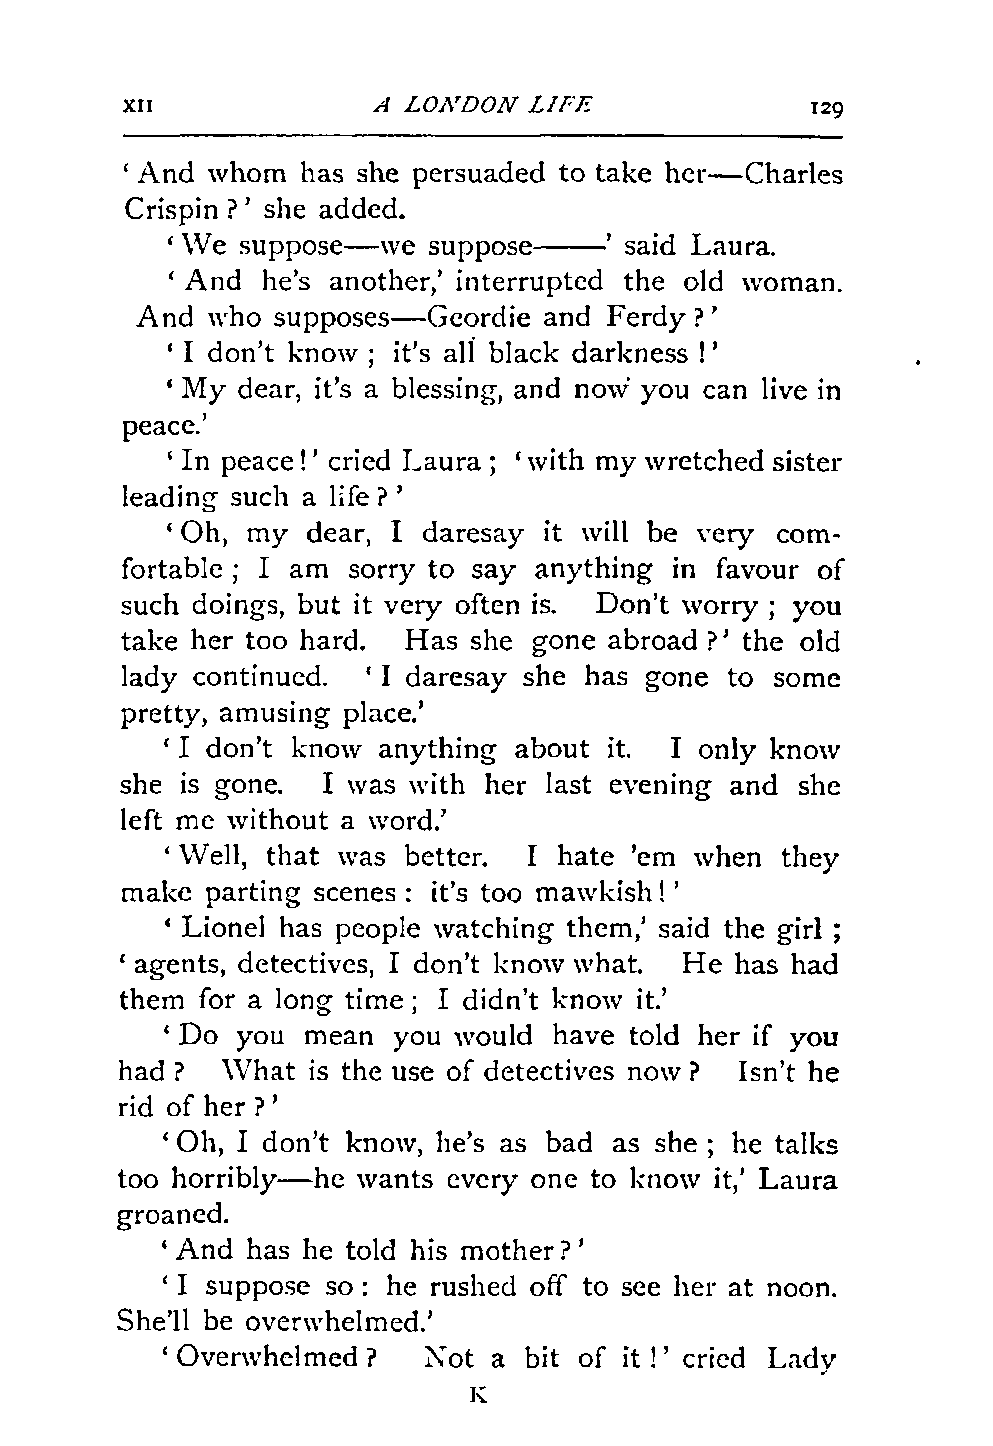 XII A LONDON LIFE 129
‘And whom has she persuaded to take her—Charles
Crispin?’ she added.
‘We suppose—we suppose——’ said Laura.
‘And he's another,’ interrupted the old woman.
And who supposes—Geordie and Ferdy?’
‘I don't know; it's all black darkness!’
‘My dear, it's a blessing, and now you can live in
peace.’
‘In peace!’ cried Laura; ‘with my wretched sister
leading such a life?’
‘Oh, my dear, I daresay it will be very com-
fortable; I am sorry to say anything in favour of
such doings, but it very often is. Don't worry; you
take her too hard. Has she gone abroad?’ the old
lady continued. ‘I daresay she has gone to some
pretty, amusing place.’
‘I don't know anything about it. I only know
she is gone. I was with her last evening and she
left me without a word.’
‘Well, that was better. I hate 'em when they
make parting scenes: it's too mawkish!’
‘Lionel has people watching them,’ said the girl;
‘agents, detectives, I don't know what. He has had
them for a long time; I didn't know it.’
‘Do you mean you would have told her if you
had? What is the use of detectives now? Isn't he
rid of her?’
‘Oh, I don't know, he's as bad as she; he talks
too horribly—he wants every one to know it,’ Laura
groaned.
‘And has he told his mother?’
‘I suppose so: he rushed off to see her at noon.
She'll be overwhelmed.’
‘Overwhelmed? Not a bit of it!’ cried Lady
K